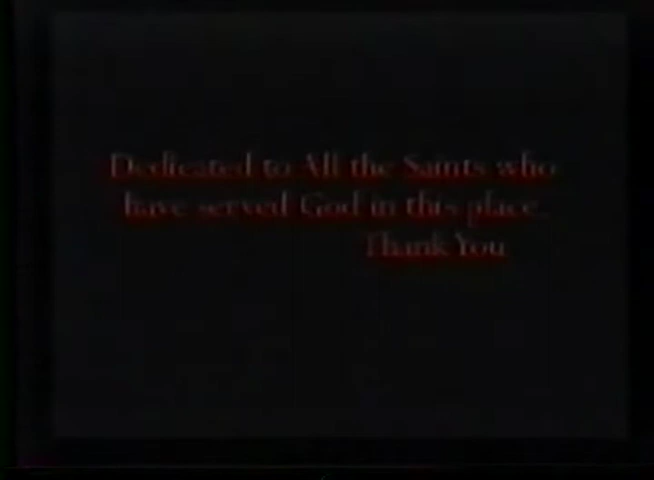 Dedicated to All the Saints who
have served God in this place.
Thank You